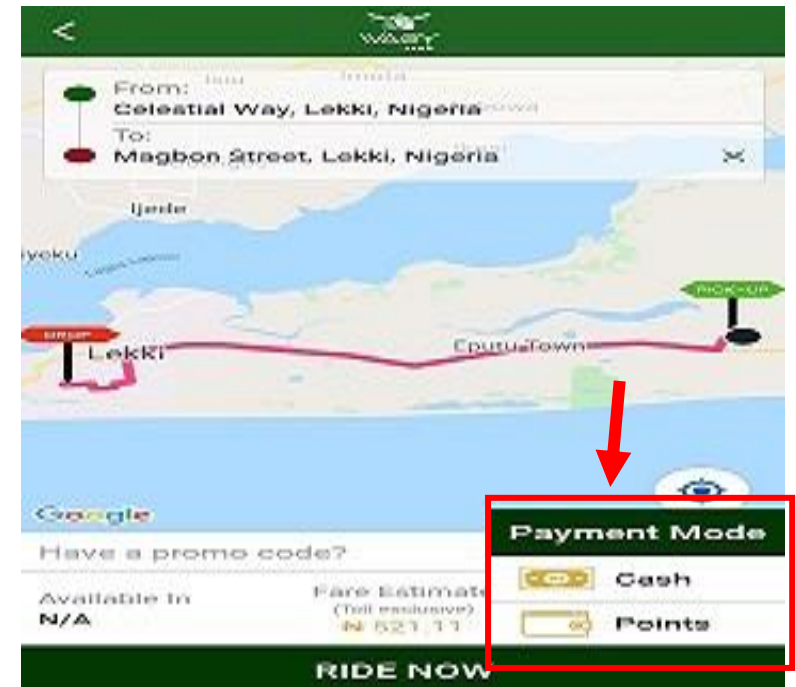 <
From:
Celestial Way, Lekki, Nigeria
To:
Magbon Street, Lekki, Nigeria
Ijede
PICK-UP
DROP
Lekki
Eputu Town
Google
Payment Mode
Have a promo code?
Cash
Available In
Fare Estimate
(Toll exclusive)
N/A
₦ 521.11
Points
RIDE NOW